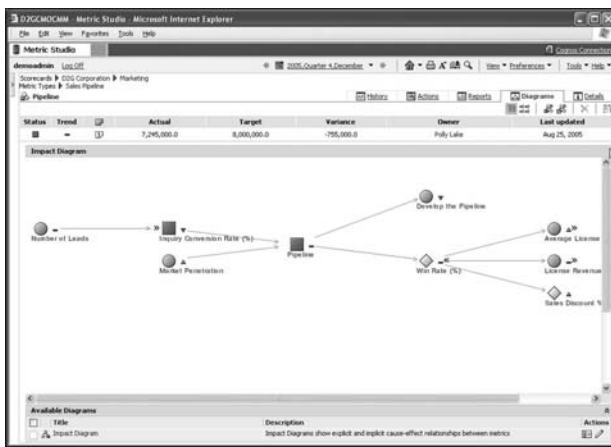 D2GCMOCMM - Metric Studio - Microsoft Internet Explorer
File Edit View Favorites Tools Help
Metric Studio Cognos Connection
demoadmin Log Off 2005, Quarter 4, December View Preferences Tools Help
Scorecards D2G Corporation Marketing
Metric Types Sales Pipeline
Pipeline History Actions Reports Diagrams Details
Status Trend Actual Target Variance Owner Last updated
7,245,000.0 8,000,000.0 -755,000.0 Polly Lake Aug 25, 2005
Impact Diagram
Develop the Pipeline
Number of Leads Inquiry Conversion Rate (%) Average License
Pipeline
Market Penetration Win Rate (%) License Revenue
Sales Discount %
Available Diagrams
Title Description Actions
Impact Diagram Impact Diagrams show explicit and implicit cause-effect relationships between metrics